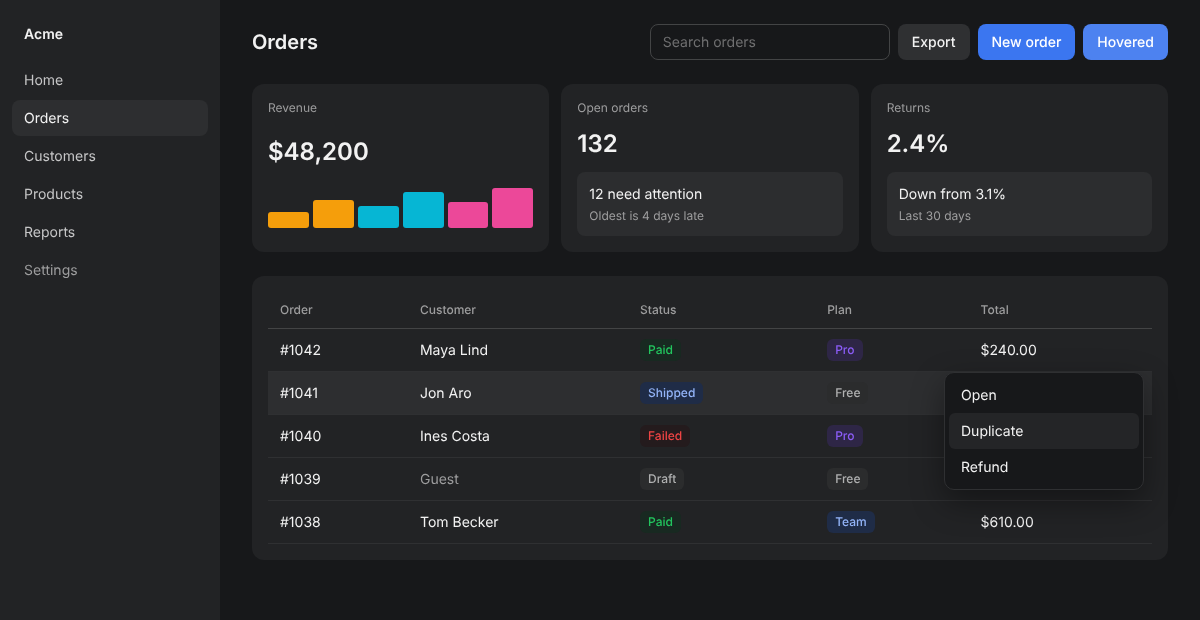 Acme
Home
Orders
Customers
Products
Reports
Settings
Orders
Search orders
Export
New order
Hovered
Revenue
$48,200
Open orders
132
12 need attention
Oldest is 4 days late
Returns
2.4%
Down from 3.1%
Last 30 days
Order Customer Status Plan Total
#1042 Maya Lind Paid Pro $240.00
#1041 Jon Aro Shipped Free
#1040 Ines Costa Failed Pro
#1039 Guest Draft Free
#1038 Tom Becker Paid Team $610.00
Open
Duplicate
Refund